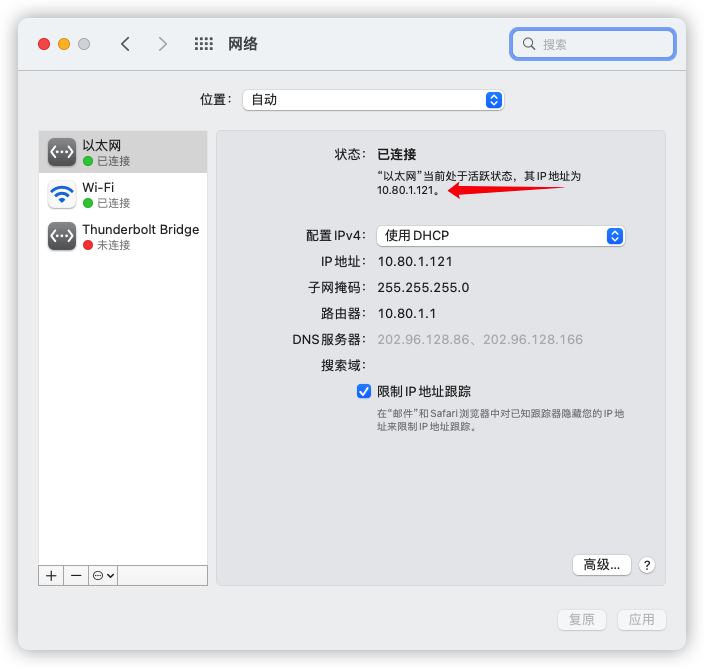 网络
搜索
位置：
自动
以太网
已连接
Wi-Fi
已连接
Thunderbolt Bridge
未连接
状态：
已连接
“以太网”当前处于活跃状态，其 IP 地址为
10.80.1.121。
配置 IPv4：
使用 DHCP
IP 地址：
10.80.1.121
子网掩码：
255.255.255.0
路由器：
10.80.1.1
DNS 服务器：
202.96.128.86、202.96.128.166
搜索域：
限制 IP 地址跟踪
在“邮件”和 Safari 浏览器中对已知跟踪器隐藏您的 IP 地
址来限制 IP 地址跟踪。
高级...
?
复原
应用